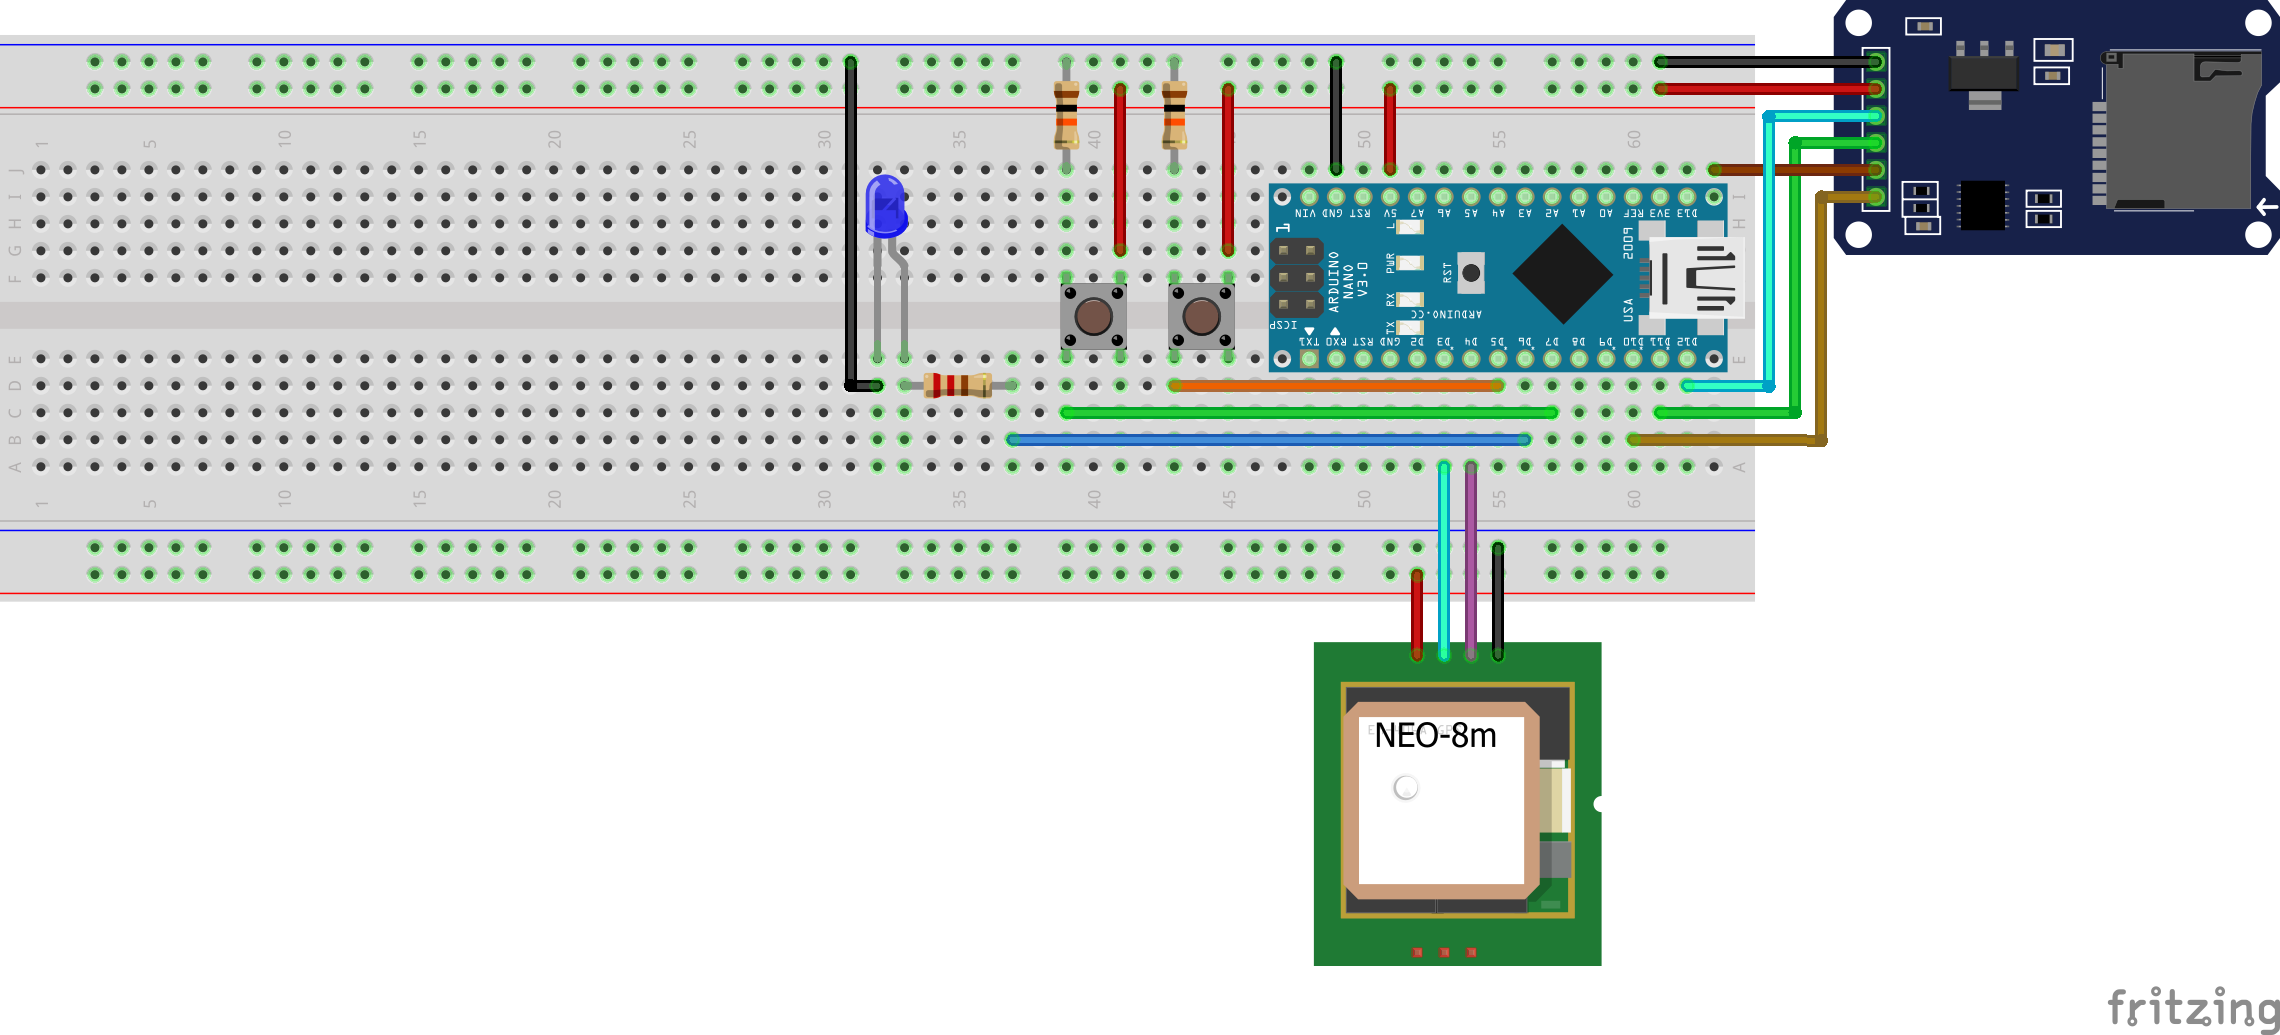 1 5 10 15 20 25 30 35 40 45 50 55 60
J
I
H
G
F
E
D
C
B
A
I
H
E
A
VIN GND RST 5V A7 A6 A5 A4 A3 A2 A1 A0 REF 3V3 D13
1
L
PWR
RX
TX
RST
ARDUINO
NANO
V3.0
ARDUINO.CC
2009
USA
ICSP
TX1 RX0 RST GND D2 D3 D4 D5 D6 D7 D8 D9 D10 D11 D12
1 5 10 15 20 25 30 35 40 45 50 55 60
NEO-8m
fritzing